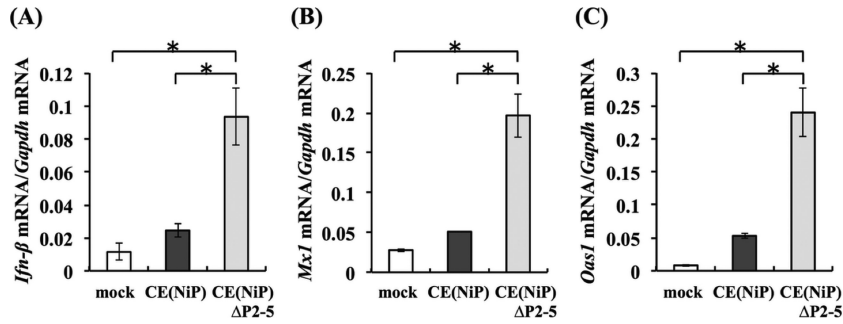 (A)
*
*
Ifn-β mRNA/Gapdh mRNA
0.12
0.1
0.08
0.06
0.04
0.02
0
mock CE(NiP) CE(NiP)
ΔP2-5
(B)
*
*
Mx1 mRNA/Gapdh mRNA
0.25
0.2
0.15
0.1
0.05
0
mock CE(NiP) CE(NiP)
ΔP2-5
(C)
*
*
Oas1 mRNA/Gapdh mRNA
0.3
0.25
0.2
0.15
0.1
0.05
0
mock CE(NiP) CE(NiP)
ΔP2-5